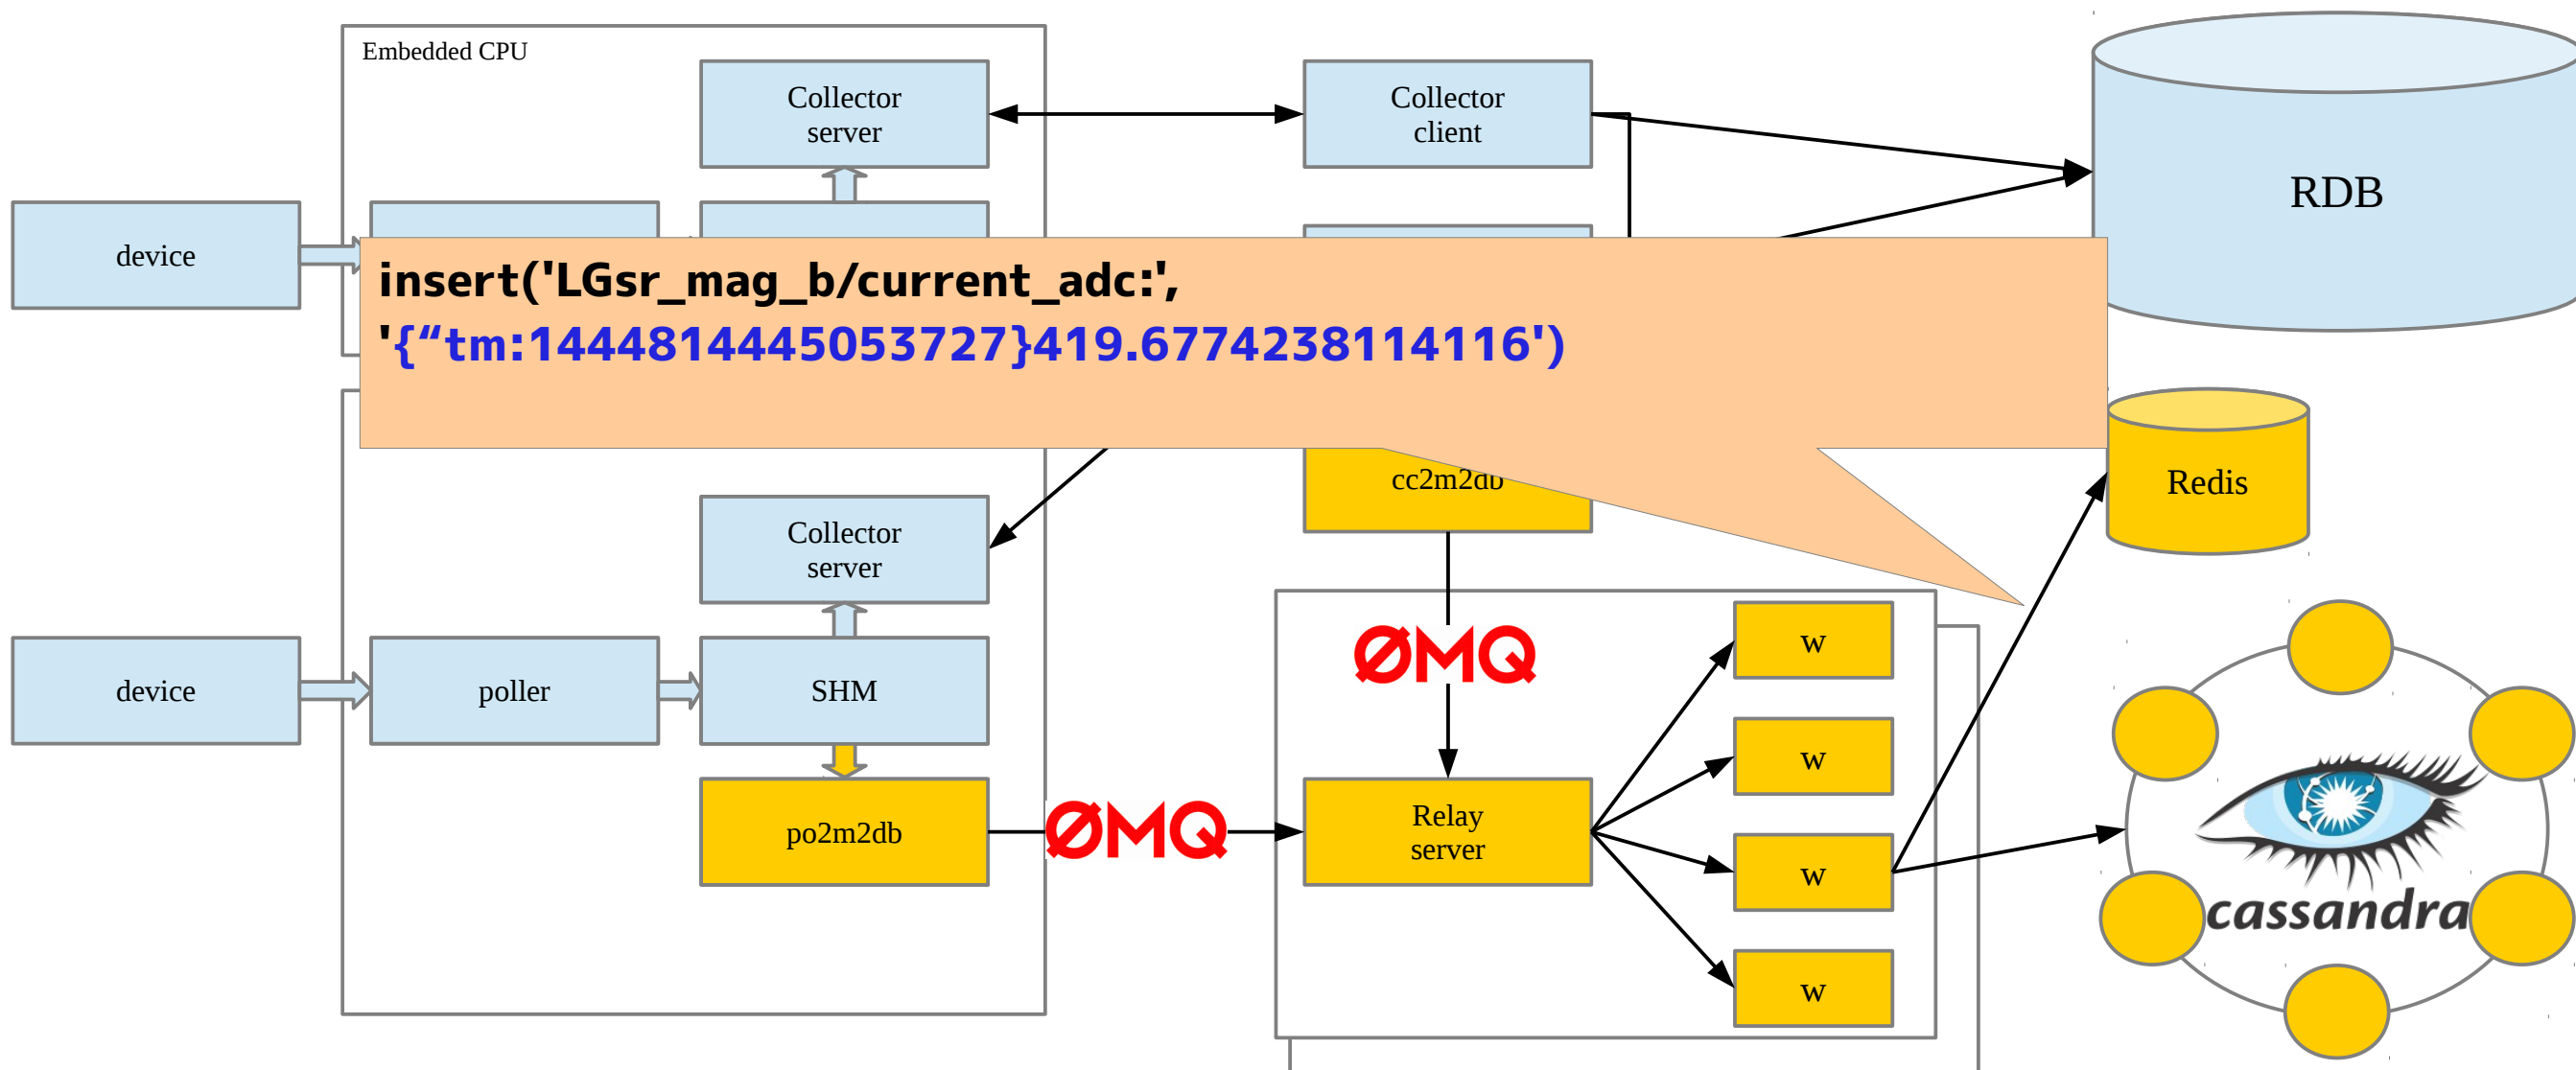 Embedded CPU
Collector
server
Collector
client
RDB
device
insert('LGsr_mag_b/current_adc:',
'{“tm:1444814445053727}419.6774238114116')
cc2m2db
Redis
Collector
server
ØMQ
w
device
poller
SHM
w
po2m2db
ØMQ
Relay
server
w
cassandra
w